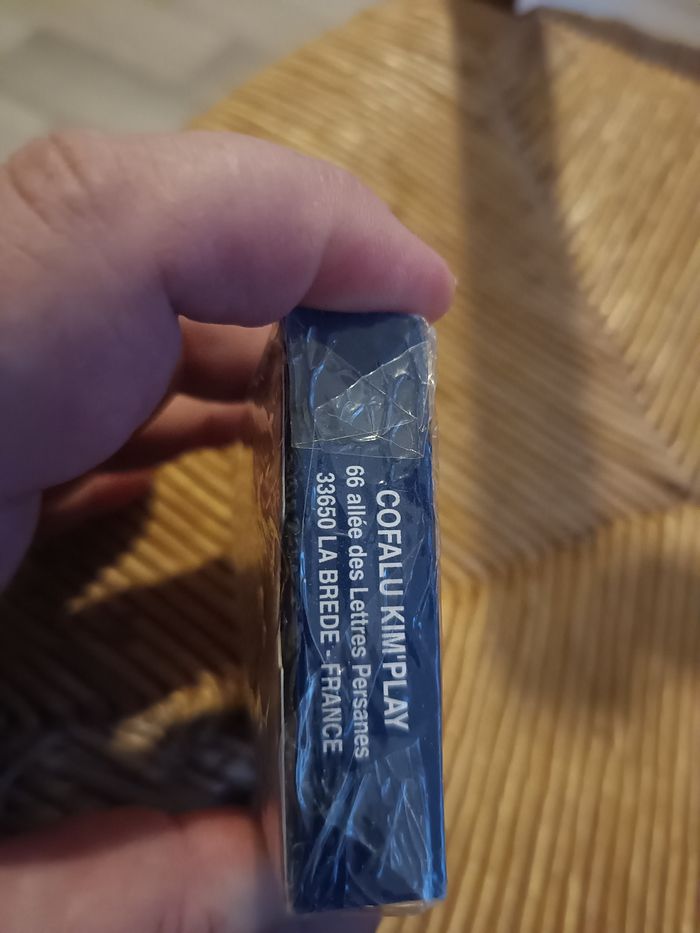 COFALU KIM'PLAY
66 allée des Lettres Persanes
33650 LA BREDE - FRANCE